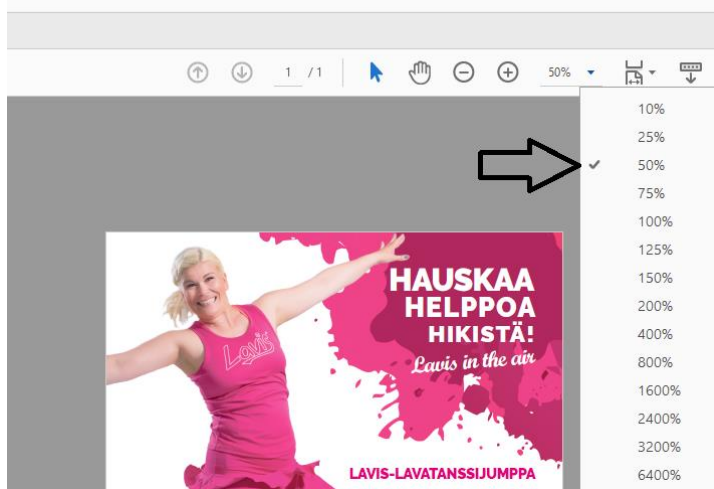 1 / 1
50%
10%
25%
50%
75%
100%
125%
150%
200%
400%
800%
1600%
2400%
3200%
6400%
HAUSKAA
HELPPOA
HIKISTÄ!
Lavis in the air
Lavis
LAVIS-LAVATANSSIJUMPPA